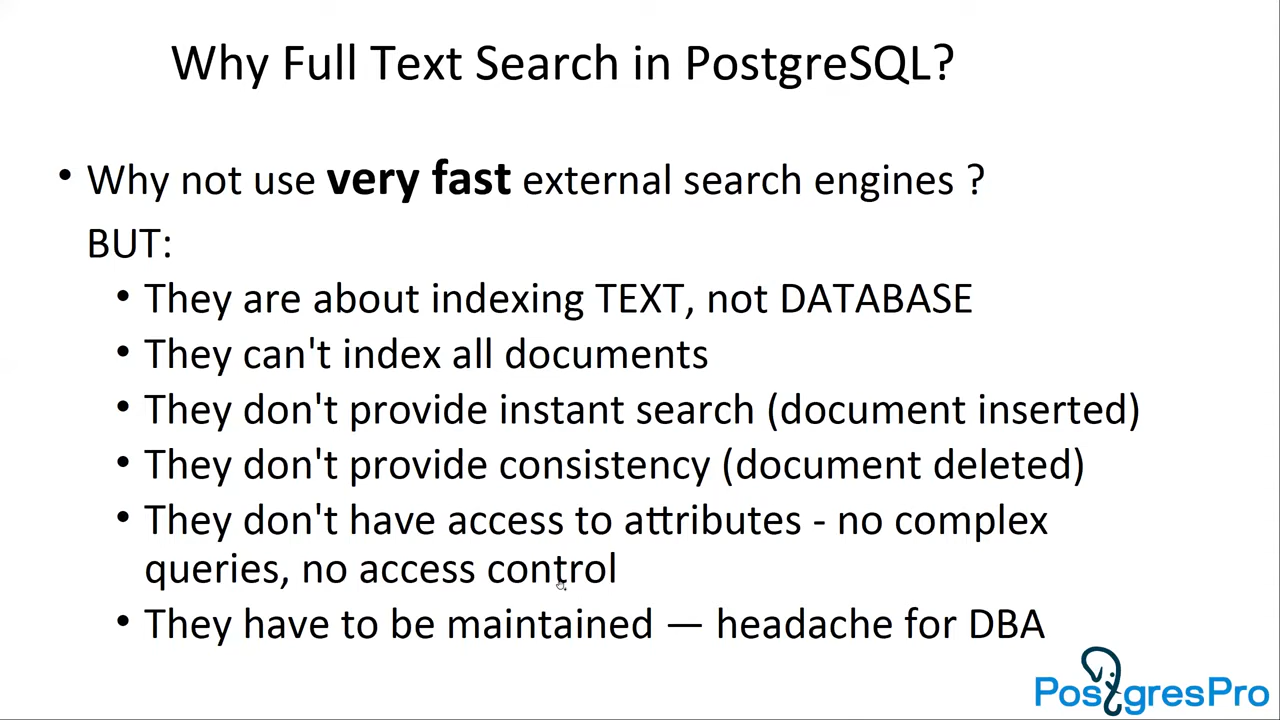 Why Full Text Search in PostgreSQL?
• Why not use very fast external search engines ?
BUT:
• They are about indexing TEXT, not DATABASE
• They can't index all documents
• They don't provide instant search (document inserted)
• They don't provide consistency (document deleted)
• They don't have access to attributes - no complex
queries, no access control
• They have to be maintained — headache for DBA
PostgresPro